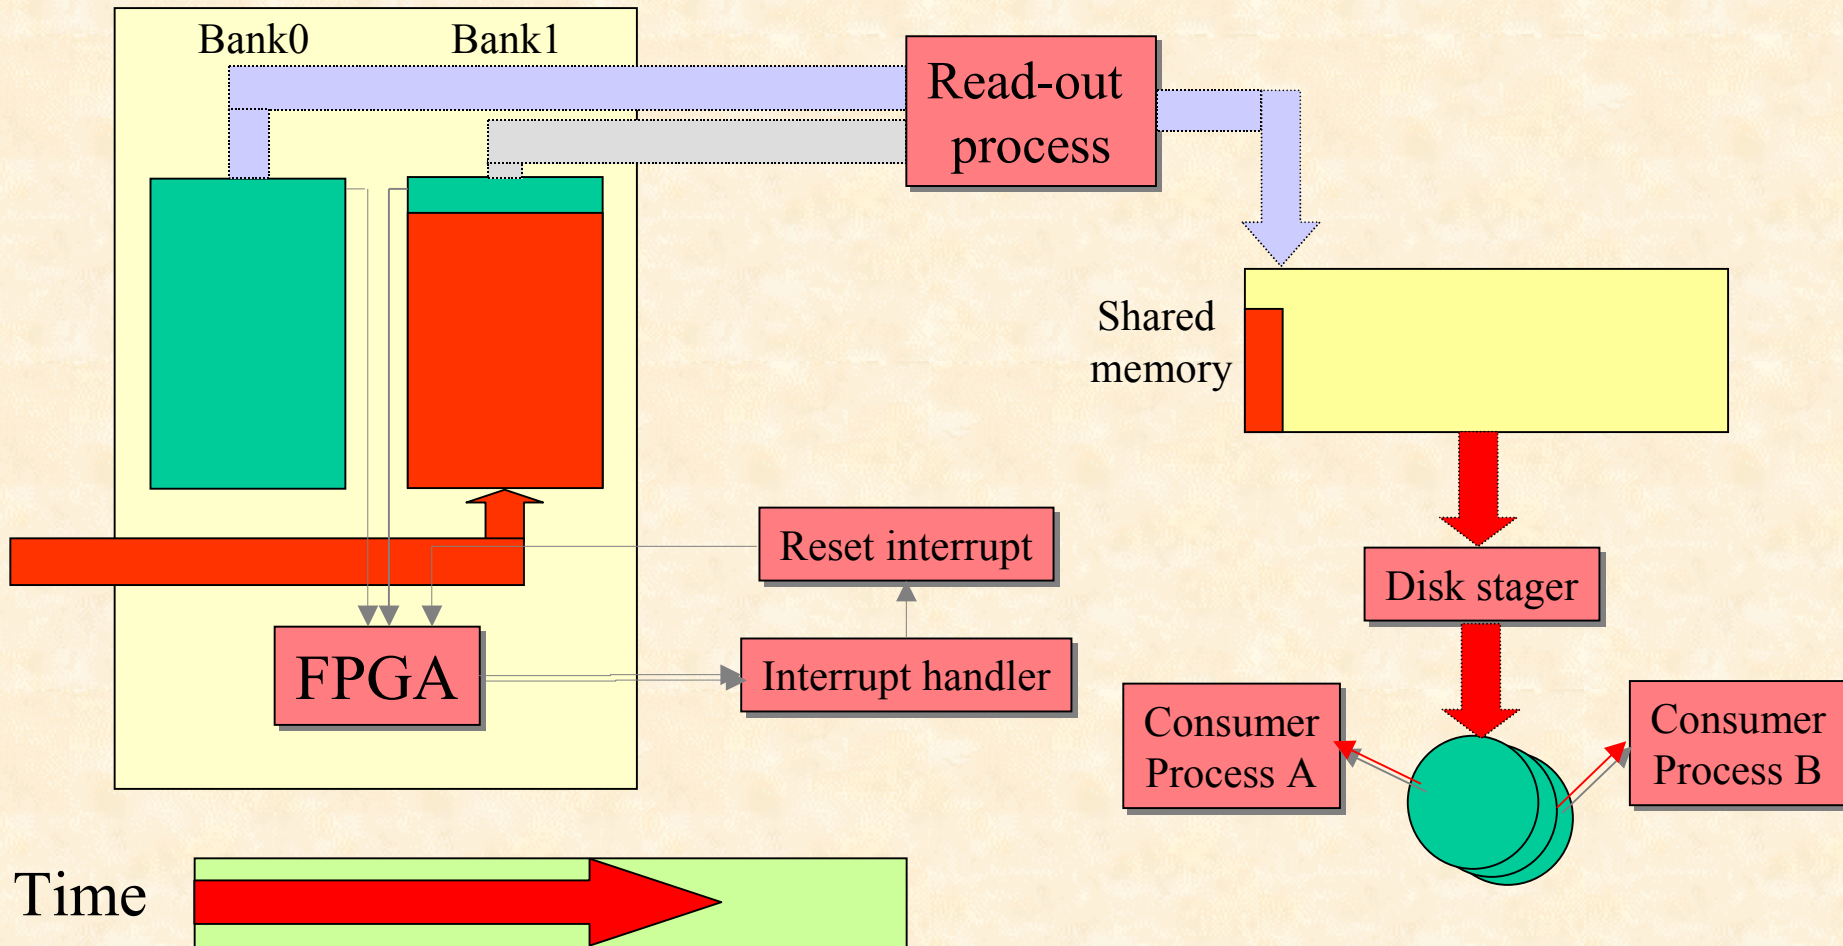 Bank0
Bank1
Read-out
process
Shared
memory
Reset interrupt
Disk stager
FPGA
Interrupt handler
Consumer
Process A
Consumer
Process B
Time